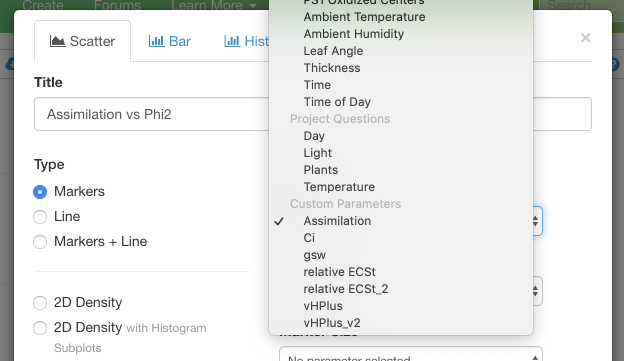 Create Forums Learn More Search
PS1 Oxidized Centers
Ambient Temperature
Ambient Humidity
Leaf Angle
Thickness
Time
Time of Day
Project Questions
Day
Light
Plants
Temperature
Custom Parameters
✓ Assimilation
Ci
gsw
relative ECSt
relative ECSt_2
vHPlus
vHPlus_v2
Scatter Bar Hist
×
Title
Assimilation vs Phi2
Type
Markers
Line
Markers + Line
2D Density
2D Density with Histogram
Subplots
No parameter selected